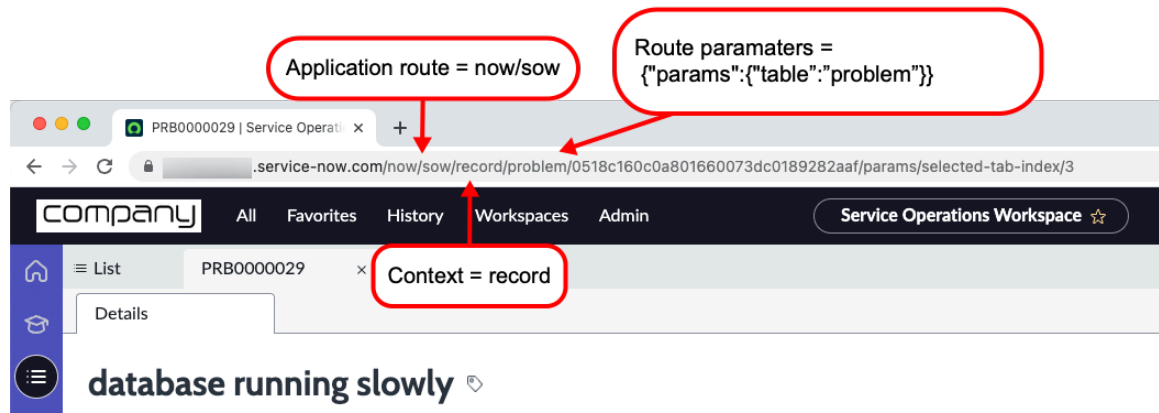 Application route = now/sow
Route paramaters =
{"params":{"table":"problem"}}
PRB0000029 | Service Operati
.service-now.com/now/sow/record/problem/0518c160c0a801660073dc0189282aaf/params/selected-tab-index/3
company All Favorites History Workspaces Admin Service Operations Workspace
List PRB0000029
Context = record
Details
database running slowly